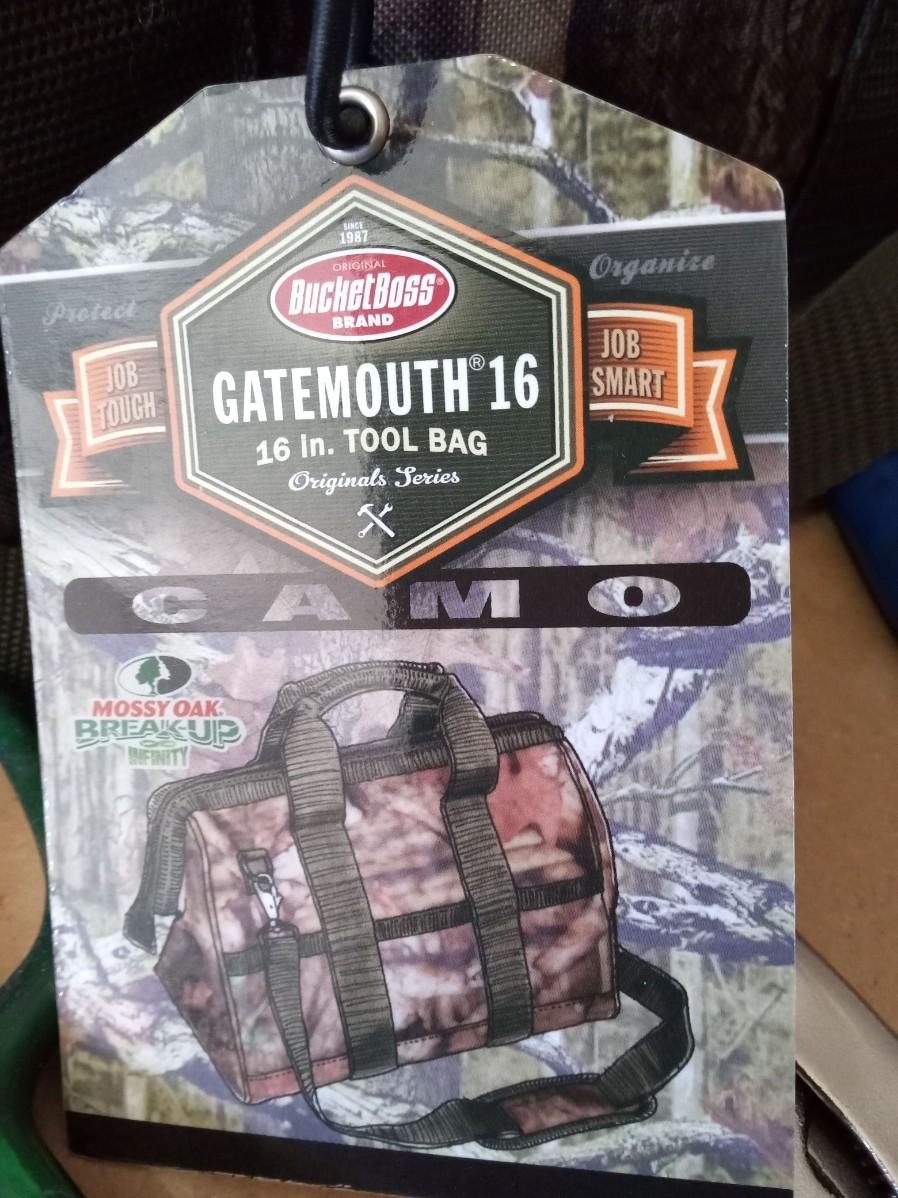 SINCE
1987
ORIGINAL
BucketBoss®
BRAND
Protect
Organize
JOB
TOUGH
JOB
SMART
GATEMOUTH® 16
16 in. TOOL BAG
Originals Series
CAMO
MOSSY OAK®
BREAK-UP
INFINITY